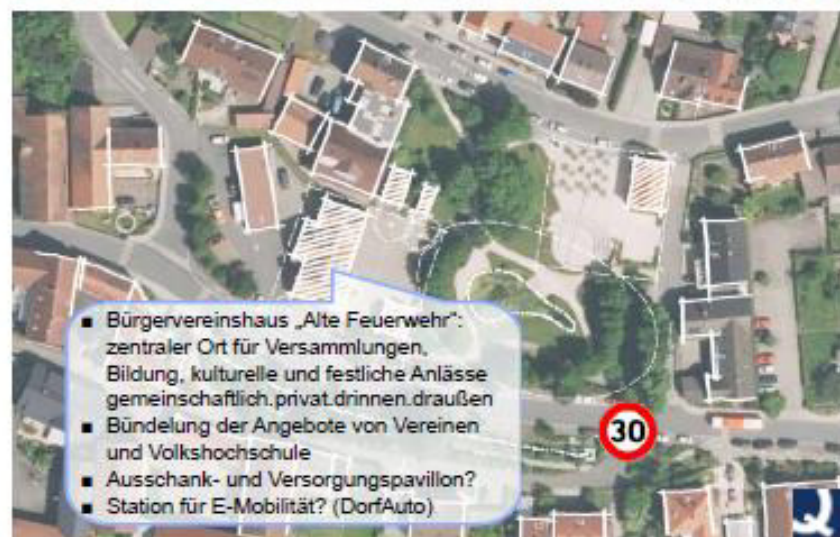 ■ Bürgervereinshaus „Alte Feuerwehr“:
zentraler Ort für Versammlungen,
Bildung, kulturelle und festliche Anlässe
gemeinschaftlich.privat.drinnen.draußen
■ Bündelung der Angebote von Vereinen
und Volkshochschule
■ Ausschank- und Versorgungspavillon?
■ Station für E-Mobilität? (DorfAuto)
30
Q